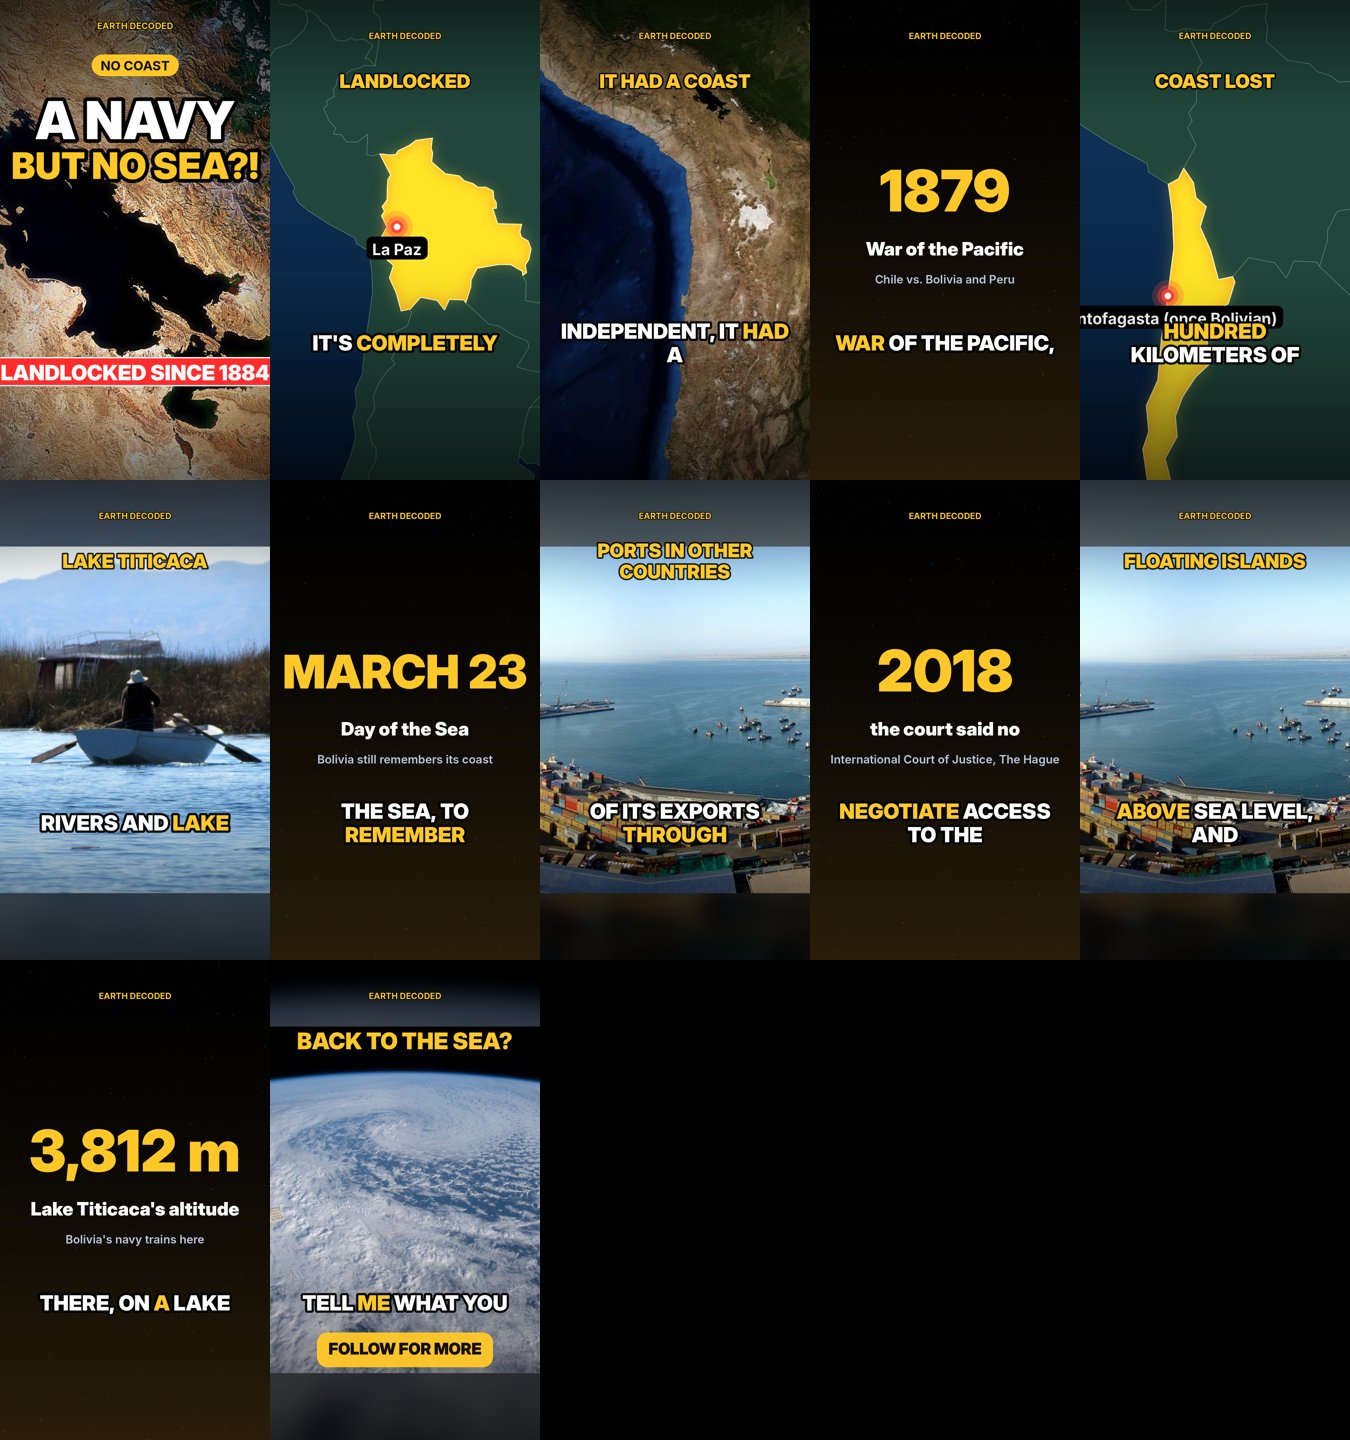 EARTH DECODED
NO COAST
A NAVY
BUT NO SEA?!
LANDLOCKED SINCE 1884
EARTH DECODED
LANDLOCKED
La Paz
IT'S COMPLETELY
EARTH DECODED
IT HAD A COAST
INDEPENDENT, IT HAD
A
EARTH DECODED
1879
War of the Pacific
Chile vs. Bolivia and Peru
WAR OF THE PACIFIC,
EARTH DECODED
COAST LOST
ntofagasta (once Bolivian)
HUNDRED
KILOMETERS OF
EARTH DECODED
LAKE TITICACA
RIVERS AND LAKE
EARTH DECODED
MARCH 23
Day of the Sea
Bolivia still remembers its coast
THE SEA, TO
REMEMBER
EARTH DECODED
PORTS IN OTHER
COUNTRIES
OF ITS EXPORTS
THROUGH
EARTH DECODED
2018
the court said no
International Court of Justice, The Hague
NEGOTIATE ACCESS
TO THE
EARTH DECODED
FLOATING ISLANDS
ABOVE SEA LEVEL,
AND
EARTH DECODED
3,812 m
Lake Titicaca's altitude
Bolivia's navy trains here
THERE, ON A LAKE
EARTH DECODED
BACK TO THE SEA?
TELL ME WHAT YOU
FOLLOW FOR MORE